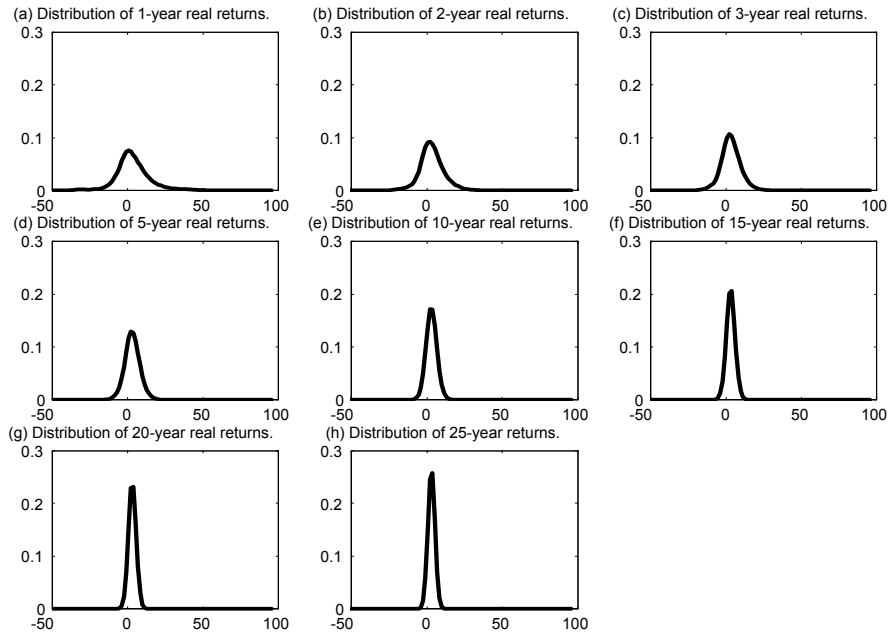 (a) Distribution of 1-year real returns.
(b) Distribution of 2-year real returns.
(c) Distribution of 3-year real returns.
0.3
0.2
0.1
0
-50 0 50 100
0.3
0.2
0.1
0
-50 0 50 100
0.3
0.2
0.1
0
-50 0 50 100
(d) Distribution of 5-year real returns.
(e) Distribution of 10-year real returns.
(f) Distribution of 15-year real returns.
0.3
0.2
0.1
0
-50 0 50 100
0.3
0.2
0.1
0
-50 0 50 100
0.3
0.2
0.1
0
-50 0 50 100
(g) Distribution of 20-year real returns.
(h) Distribution of 25-year returns.
0.3
0.2
0.1
0
-50 0 50 100
0.3
0.2
0.1
0
-50 0 50 100